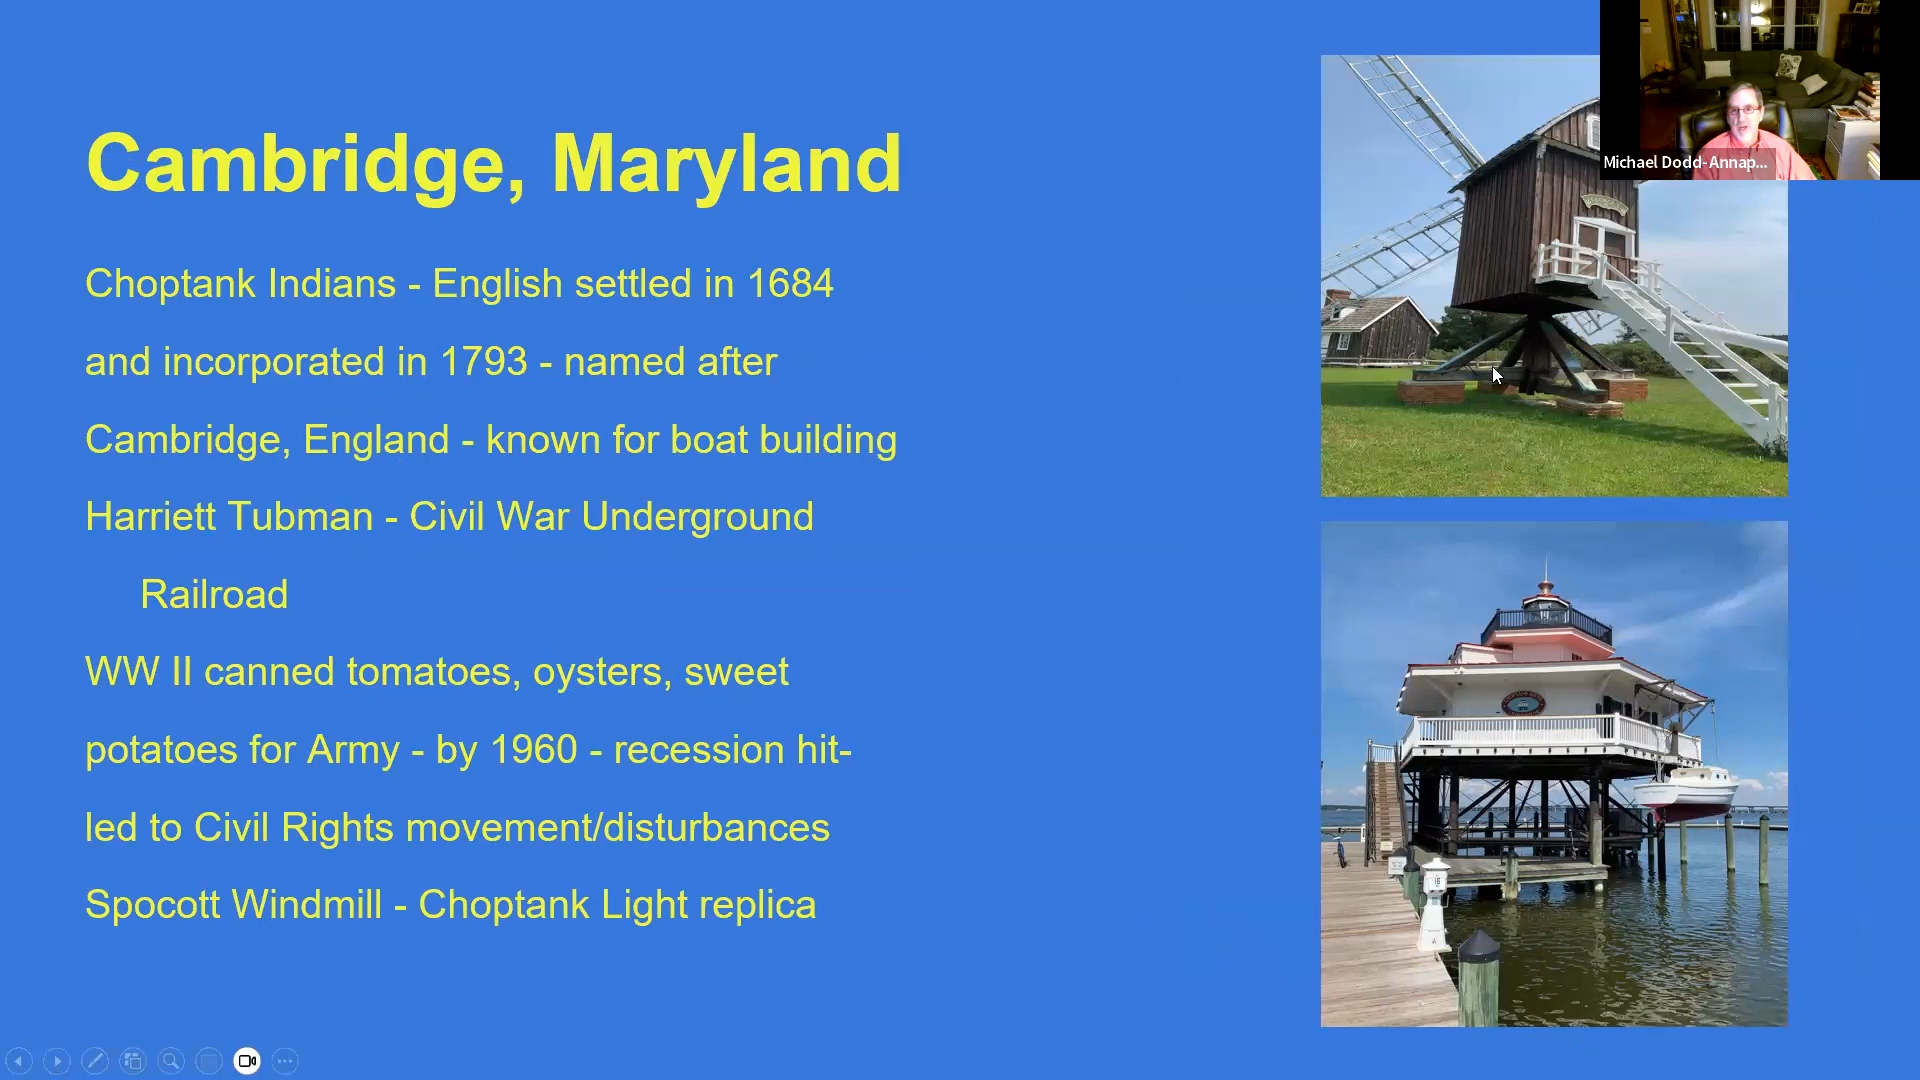 Cambridge, Maryland
Choptank Indians - English settled in 1684
and incorporated in 1793 - named after
Cambridge, England - known for boat building
Harriett Tubman - Civil War Underground
Railroad
WW II canned tomatoes, oysters, sweet
potatoes for Army - by 1960 - recession hit-
led to Civil Rights movement/disturbances
Spocott Windmill - Choptank Light replica
Michael Dodd-Annap...